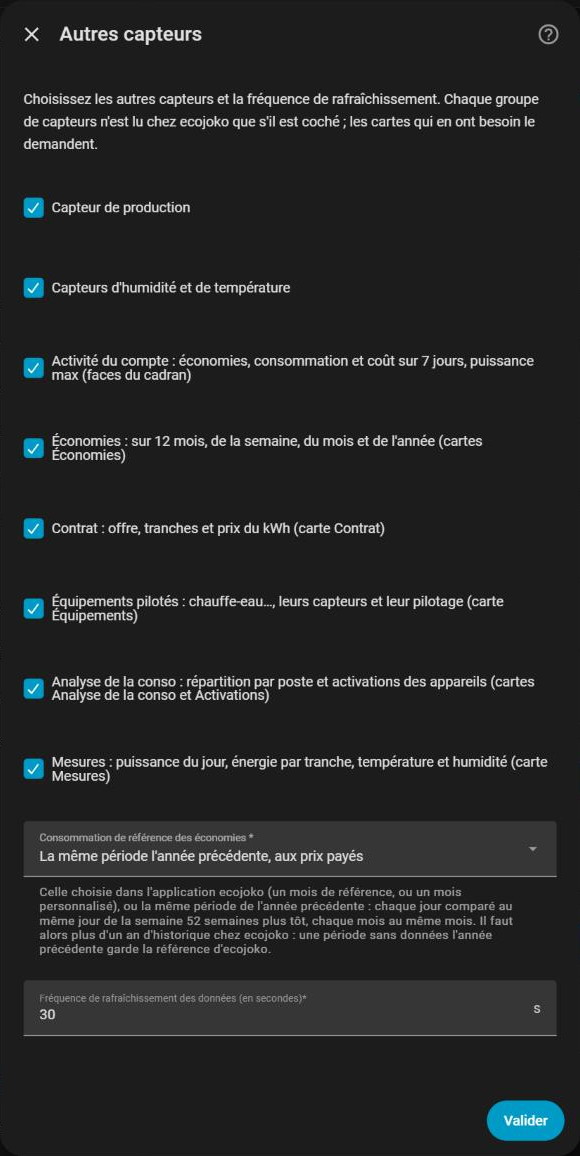 Autres capteurs
Choisissez les autres capteurs et la fréquence de rafraîchissement. Chaque groupe
de capteurs n'est lu chez ecojoko que s'il est coché ; les cartes qui en ont besoin le
demandent.
Capteur de production
Capteurs d'humidité et de température
Activité du compte : économies, consommation et coût sur 7 jours, puissance
max (faces du cadran)
Économies : sur 12 mois, de la semaine, du mois et de l'année (cartes
Économies)
Contrat : offre, tranches et prix du kWh (carte Contrat)
Équipements pilotés : chauffe-eau…, leurs capteurs et leur pilotage (carte
Équipements)
Analyse de la conso : répartition par poste et activations des appareils (cartes
Analyse de la conso et Activations)
Mesures : puissance du jour, énergie par tranche, température et humidité (carte
Mesures)
Consommation de référence des économies *
La même période l'année précédente, aux prix payés
Celle choisie dans l'application ecojoko (un mois de référence, ou un mois
personnalisé), ou la même période de l'année précédente : chaque jour comparé au
même jour de la semaine 52 semaines plus tôt, chaque mois au même mois. Il faut
alors plus d'un an d'historique chez ecojoko : une période sans données l'année
précédente garde la référence d'ecojoko.
Fréquence de rafraîchissement des données (en secondes)*
30 s
Valider